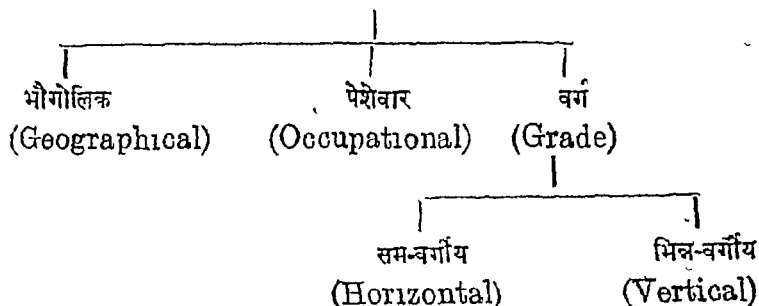 भौगोलिक पेशेवार वर्ग
(Geographical) (Occupational) (Grade)
सम-वर्गीय भिन्न-वर्गीय
(Horizontal) (Vertical)